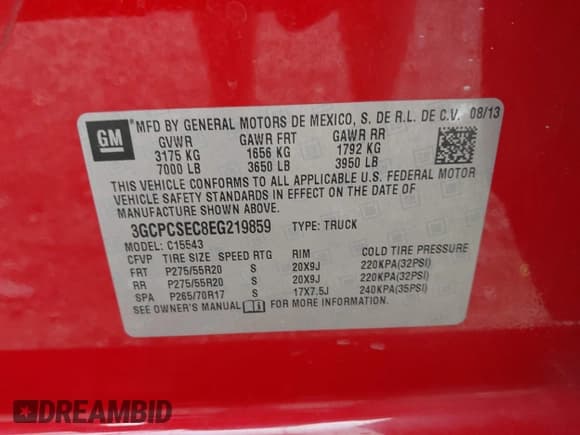 GM
MFD BY GENERAL MOTORS DE MEXICO, S. DE R.L. DE C.V. 08/13
GVWR GAWR FRT GAWR RR
3175 KG 1656 KG 1792 KG
7000 LB 3650 LB 3950 LB
THIS VEHICLE CONFORMS TO ALL APPLICABLE U.S. FEDERAL MOTOR
VEHICLE SAFETY STANDARDS IN EFFECT ON THE DATE OF
MANUFACTURE SHOWN ABOVE.
3GCPCSEC8EG219859 TYPE: TRUCK
MODEL: C15543
CFVP TIRE SIZE SPEED RTG RIM COLD TIRE PRESSURE
FRT P275/55R20 S 20X9J 220KPA(32PSI)
RR P275/55R20 S 20X9J 220KPA(32PSI)
SPA P265/70R17 S 17X7.5J 240KPA(35PSI)
SEE OWNER'S MANUAL FOR MORE INFORMATION.
DREAMBID